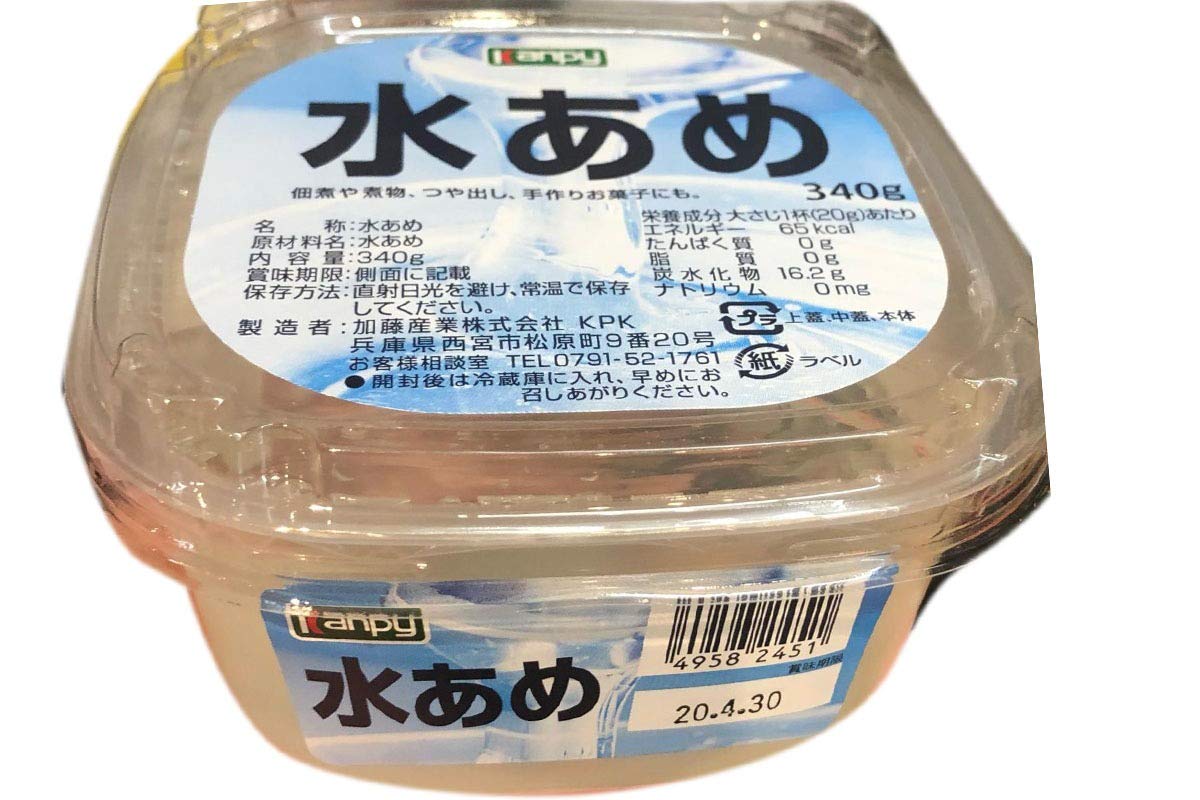 Kanpy
水あめ
佃煮や煮物、つや出し、手作りお菓子にも。
340g
名称:水あめ
原材料名:水あめ
内容量:340g
賞味期限:側面に記載
保存方法:直射日光を避け、常温で保存
してください。
製造者:加藤産業株式会社 KPK
兵庫県西宮市松原町9番20号
お客様相談室 TEL0791-52-1761
●開封後は冷蔵庫に入れ、早めにお
召しあがりください。
栄養成分 大さじ1杯(20g)あたり
エネルギー 65kcal
たんぱく質 0g
脂質 0g
炭水化物 16.2g
ナトリウム 0mg
プラ 上蓋、中蓋、本体
紙 ラベル
Kanpy
水あめ
4958 2451
賞味期限
20.4.30